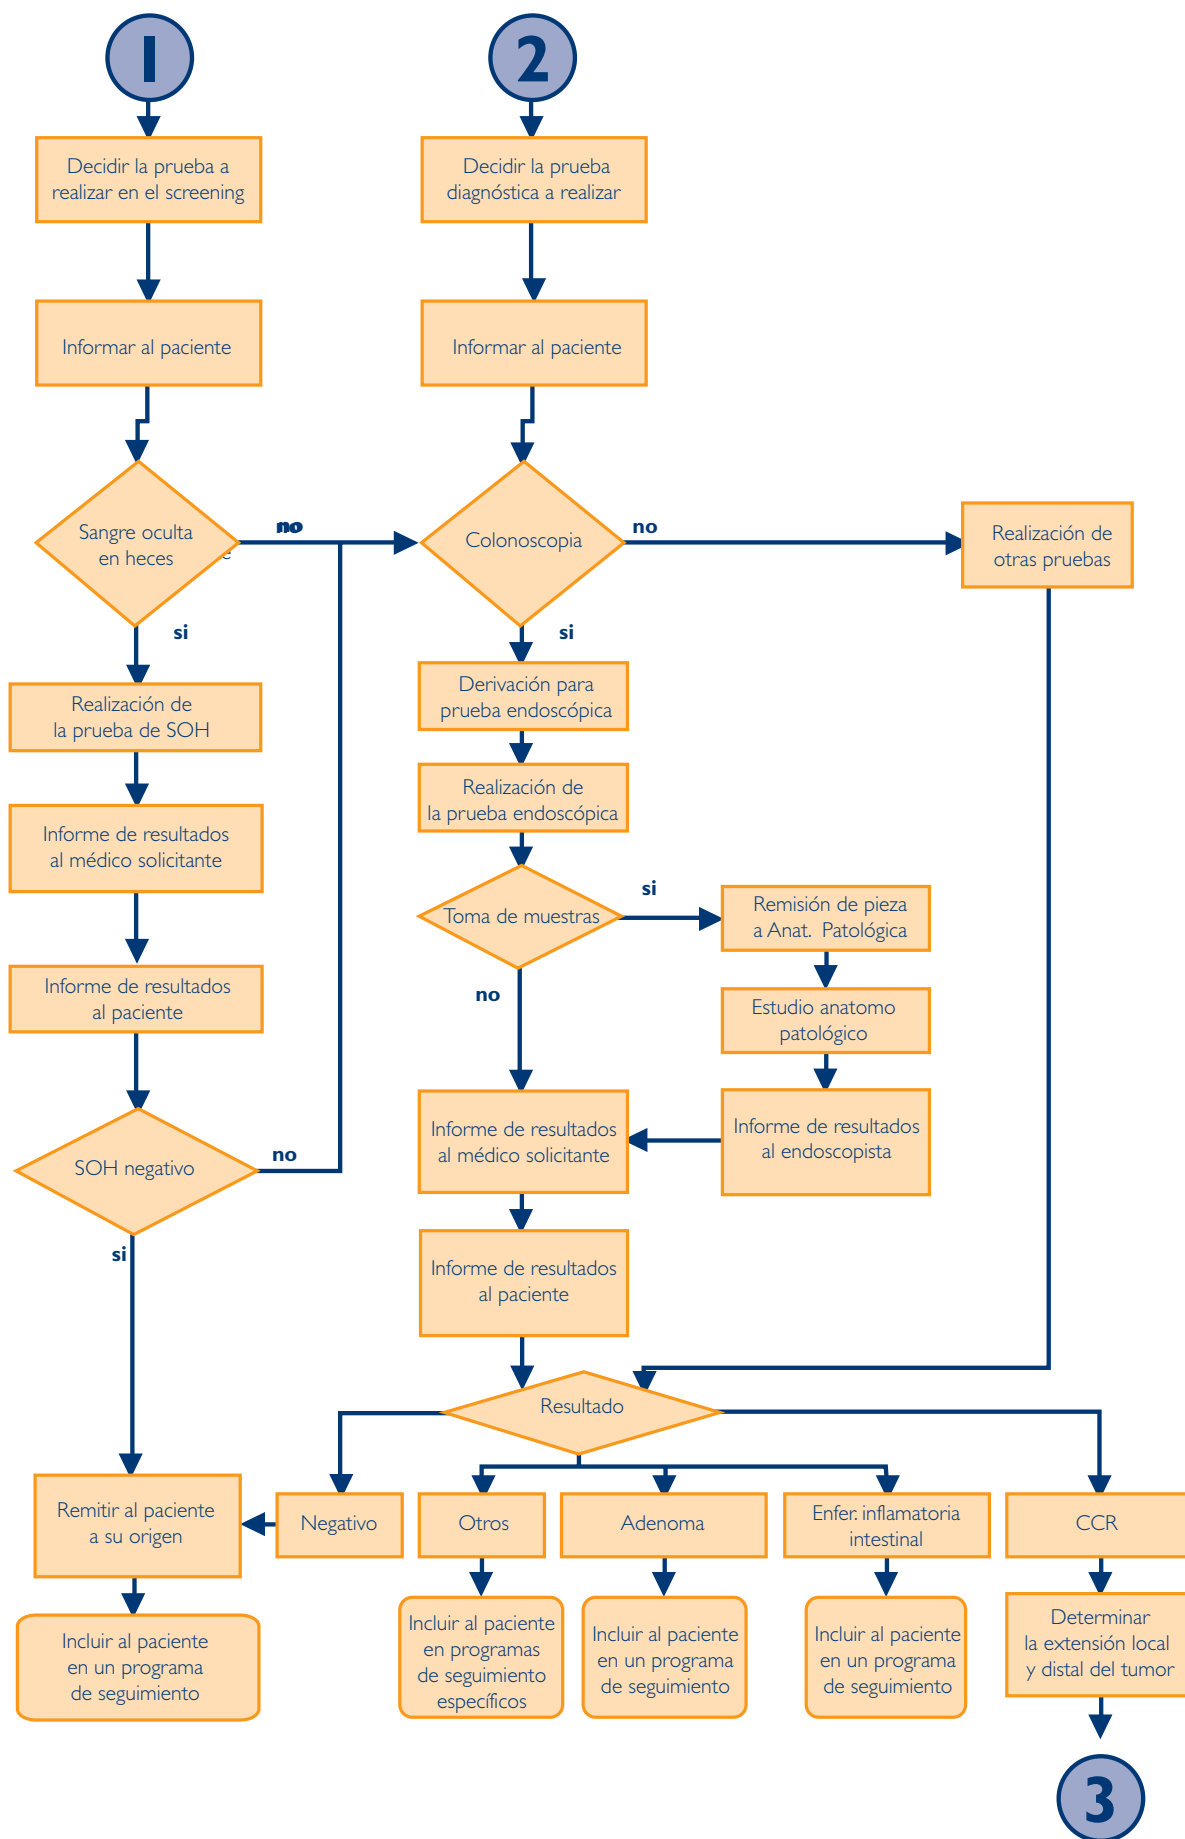 1
2
Decidir la prueba a
realizar en el screening
Decidir la prueba
diagnóstica a realizar
Informar al paciente
Informar al paciente
Sangre oculta
en heces
no
Colonoscopia
no
Realización de
otras pruebas
si
si
Realización de
la prueba de SOH
Derivación para
prueba endoscópica
Realización de
la prueba endoscópica
Informe de resultados
al médico solicitante
Toma de muestras
si
Remisión de pieza
a Anat. Patológica
no
Informe de resultados
al paciente
Estudio anatomo
patológico
Informe de resultados
al médico solicitante
Informe de resultados
al endoscopista
SOH negativo
no
si
Informe de resultados
al paciente
Resultado
Remitir al paciente
a su origen
Negativo
Otros
Adenoma
Enfer. inflamatoria
intestinal
CCR
Incluir al paciente
en un programa
de seguimiento
Incluir al paciente
en programas
de seguimiento
específicos
Incluir al paciente
en un programa
de seguimiento
Incluir al paciente
en un programa
de seguimiento
Determinar
la extensión local
y distal del tumor
3